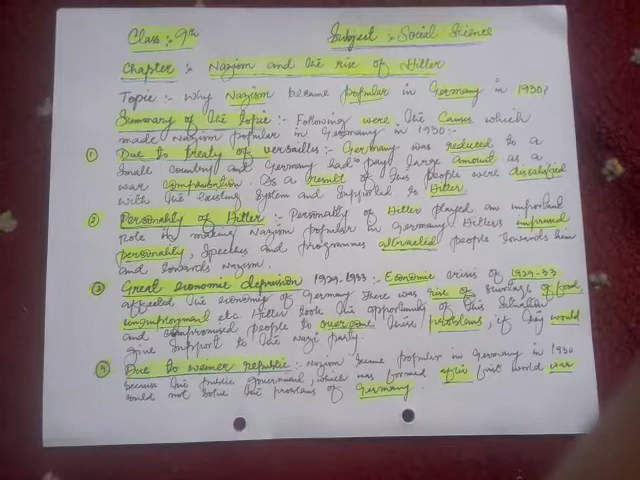 Class :- 9th Subject :- Social Science
Chapter :- Nazism and the rise of Hitler
Topic :- Why Nazism became popular in Germany in 1930?
Summary of the topic :- Following were the causes which
made Nazism popular in Germany in 1930 :-
① Due to treaty of versailles :- Germany was reduced to a
small country and Germany had to pay large amount as a
war . As a result of this people were dissatisfied
with the existing system and supported to Hitler
② Personality of Hitler :- Personality of Hitler played an important
role in making Nazism popular in Germany Hitler's
personality, speeches and programmes attracted people towards him
and towards Nazism.
③ Great economic depression 1929-1933 :- Economic crisis of 1929-33
affected the economy of Germany there was rise of shortage of food,
unemployment etc. Hitler took the opportunity of this situation
and people to overcome these problems, if they would
give support to the Nazi party.
④ Due to republic :- Nazism became popular in Germany in 1930
because the public , which was formed after first world war
could not solve the problems of Germany.